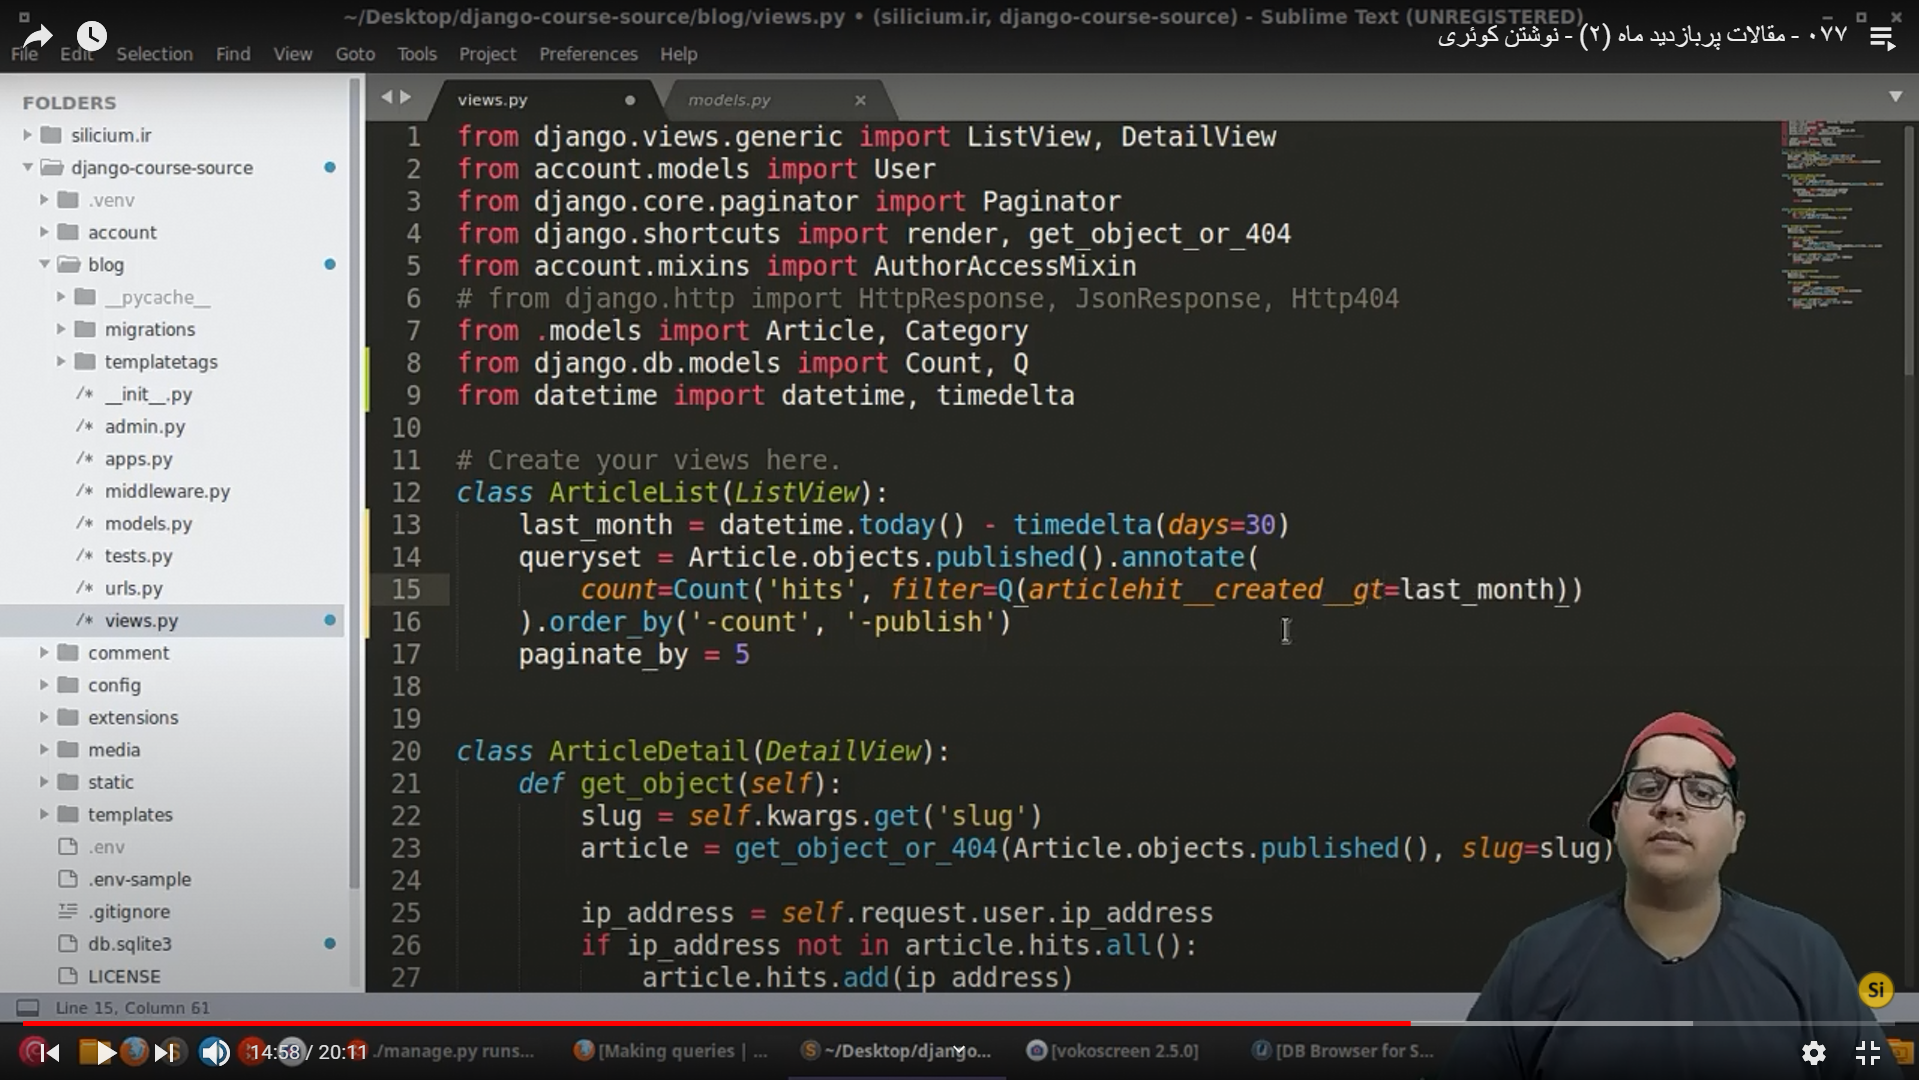 ~/Desktop/django-course-source/blog/views.py • (silicium.ir, django-course-source) - Sublime Text (UNREGISTERED)
۰۷۷ - مقالات پربازدید ماه (۲) - نوشتن کوئری
File Edit Selection Find View Goto Tools Project Preferences Help
FOLDERS
silicium.ir
django-course-source
.venv
account
blog
__pycache__
migrations
templatetags
/* __init__.py
/* admin.py
/* apps.py
/* middleware.py
/* models.py
/* tests.py
/* urls.py
/* views.py
comment
config
extensions
media
static
templates
.env
.env-sample
.gitignore
db.sqlite3
LICENSE
views.py
models.py
1 from django.views.generic import ListView, DetailView
2 from account.models import User
3 from django.core.paginator import Paginator
4 from django.shortcuts import render, get_object_or_404
5 from account.mixins import AuthorAccessMixin
6 # from django.http import HttpResponse, JsonResponse, Http404
7 from .models import Article, Category
8 from django.db.models import Count, Q
9 from datetime import datetime, timedelta
10
11 # Create your views here.
12 class ArticleList(ListView):
13 last_month = datetime.today() - timedelta(days=30)
14 queryset = Article.objects.published().annotate(
15 count=Count('hits', filter=Q(articlehit__created__gt=last_month))
16 ).order_by('-count', '-publish')
17 paginate_by = 5
18
19
20 class ArticleDetail(DetailView):
21 def get_object(self):
22 slug = self.kwargs.get('slug')
23 article = get_object_or_404(Article.objects.published(), slug=slug)
24
25 ip_address = self.request.user.ip_address
26 if ip_address not in article.hits.all():
27 article.hits.add(ip_address)
Si
Line 15, Column 61
14:58 / 20:11
./manage.py runs...
[Making queries | ...
~/Desktop/django...
[vokoscreen 2.5.0]
[DB Browser for S...